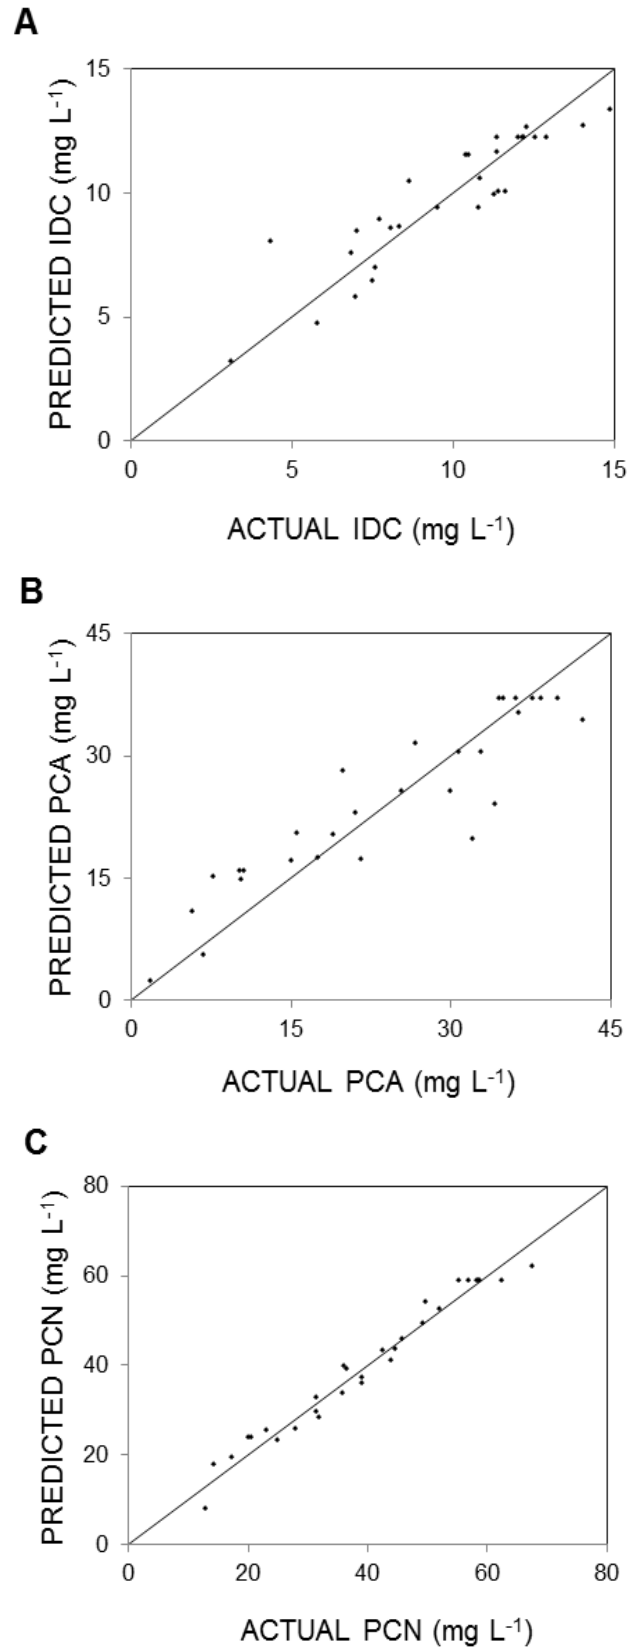 A
15
10
5
0
PREDICTED IDC (mg L-1)
0 5 10 15
ACTUAL IDC (mg L-1)
B
45
30
15
0
PREDICTED PCA (mg L-1)
0 15 30 45
ACTUAL PCA (mg L-1)
C
80
60
40
20
0
PREDICTED PCN (mg L-1)
0 20 40 60 80
ACTUAL PCN (mg L-1)